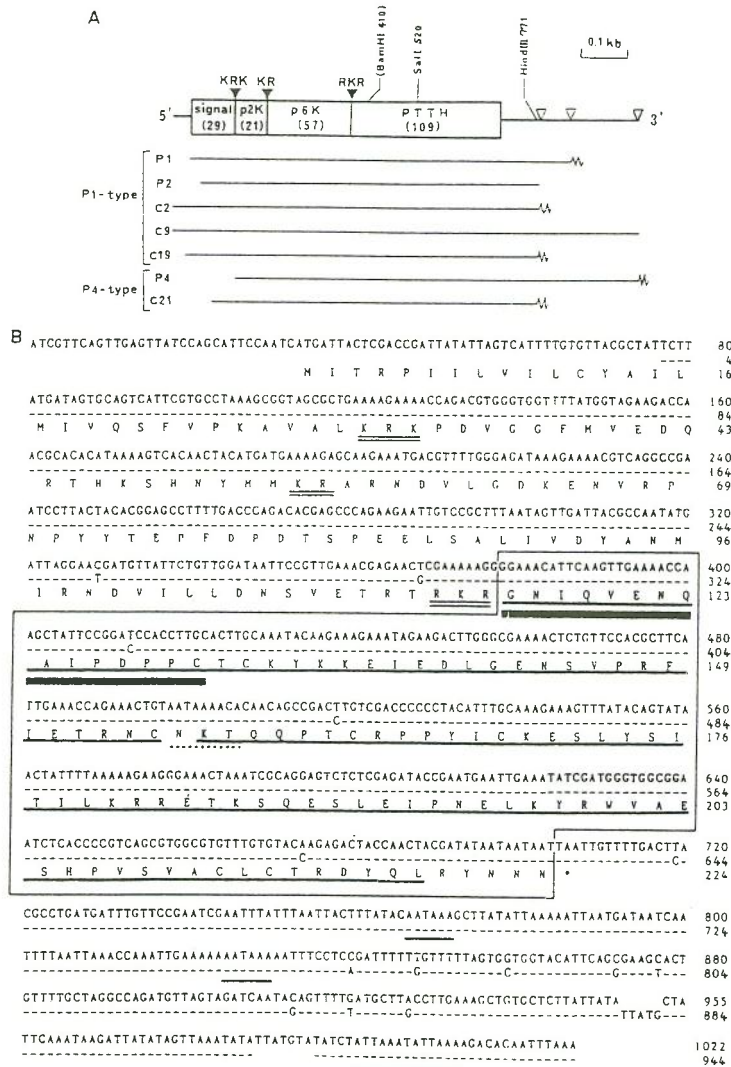 A
(BamHI 410)
SalI 520
HindIII 771
0.1 kb
KRK KR RKR
5' signal (29) p2K (21) p6K (57) PTTH (109) 3'
P1-type
P1
P2
C2
C9
C19
P4-type
P4
C21
B
ATCGTTCAGTTGAGTTATCCAGCATTCCAATCATGATTACTCGACCGATTATATTAGTCATTTTGTGTTACGCTATTCTT 80
---- 4
M I T R P I I L V I L C Y A I L 16
ATGATAGTGCAGTCATTCGTGCCTAAAGCGGTAGCGCTGAAAAGAAAACCAGACGTGGGTGGTTTTATGGTAGAAGACCA 160
84
M I V Q S F V P K A V A L K R K P D V G G F M V E D Q 43
ACGCACACATAAAAGTCACAACTACATGATGAAAAGAGCAAGAAATGACGTTTTGGGAGATAAAGAAAACGTCAGGCCGA 240
164
R T H K S H N Y M M K R A R N D V L G D K E N V R P 69
ATCCTTACTACACGGAGCCTTTTGACCCAGACACGAGCCCAGAAGAATTGTCCGCTTTAATAGTTGATTACGCCAATATG 320
244
N P Y Y T E P F D P D T S P E E L S A L I V D Y A N M 96
ATTAGGAACGATGTTATTCTGTTGGATAATTCCGTTGAAACGAGAACTCGAAAAAGGGGAAACATTCAAGTTGAAAACCA 400
T G 324
I R N D V I L L D N S V E T R T R K R G N I Q V E N Q 123
AGCTATTCCGGATCCACCTTGCACTTGCAAATACAAGAAAGAAATAGAAGACTTGGGCGAAAACTCTGTTCCACGCTTCA 480
C 404
A I P D P P C T C K Y K K E I E D L G E N S V P R F 149
TTGAAACCAGAAACTGTAATAAAACACAACAGCCGACTTGTCGACCCCCCTACATTTGCAAAGAAAGTTTATACAGTATA 560
C 484
I E T R N C N K T Q Q P T C R P P Y I C K E S L Y S I 176
ACTATTTTAAAAAGAAGGGAAACTAAATCGCAGGAGTCTCTCGAGATACCGAATGAATTGAAATATCGATGGGTGGCGGA 640
564
T I L K R R E T K S Q E S L E I P N E L K Y R W V A E 203
ATCTCACCCCGTCAGCGTGGCGTGTTTGTGTACAAGAGACTACCAACTACGATATAATAATAATTAATTGTTTTGACTTA 720
C C- 644
S H P V S V A C L C T R D Y Q L R Y N N N * 224
CGCGTGATGATTTGTTCCGAATCGAATTTATTTAATTACTTTATACAATAAAGCTTATATTAAAAATTAATGATAATCAA 800
724
TTTTAATTAAACCAAATTGAAAAAAATAAAAATTTCCTCCGATTTTTTTGTTTTTAGTGGTGGTACATTCAGCGAAGCACT 880
A G C G T 804
GTTTTGCTAGGCCAGATGTTAGTAGATCAATACAGTTTTGATGCTTACCTTGAAAGCTGTGCTCTTATTATA CTA 955
G T G TTATG--- 884
TTCAAATAAGATTATATAGTTAAATATATTATGTATATCTATTAAATATTAAAAGACACAATTTAAA 1022
944